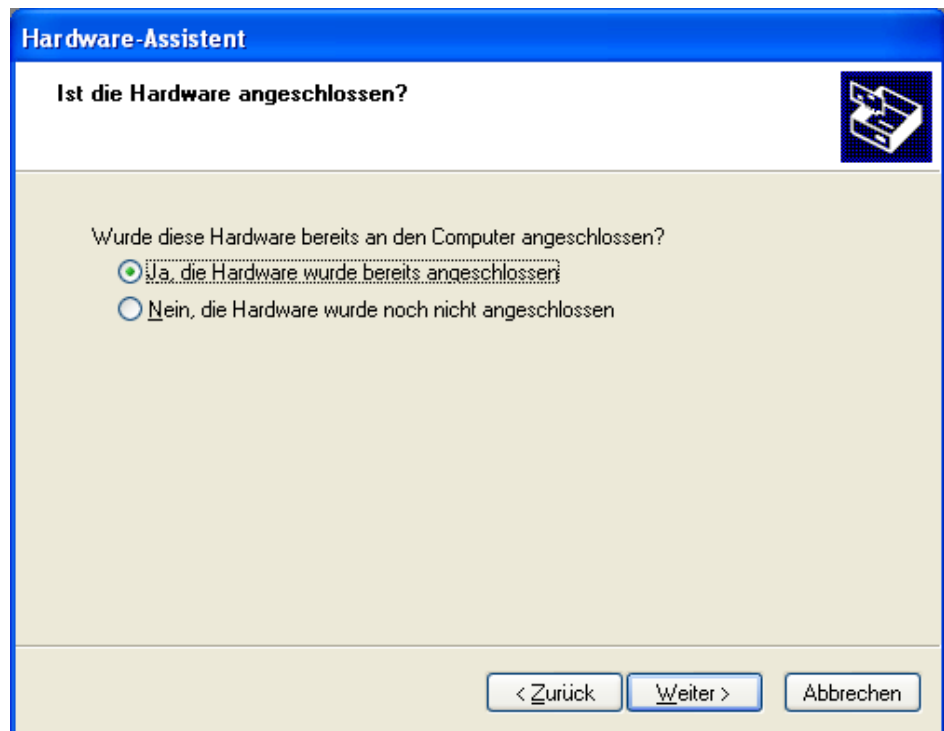 Hardware-Assistent
Ist die Hardware angeschlossen?
Wurde diese Hardware bereits an den Computer angeschlossen?
Ja, die Hardware wurde bereits angeschlossen
Nein, die Hardware wurde noch nicht angeschlossen
< Zurück Weiter > Abbrechen